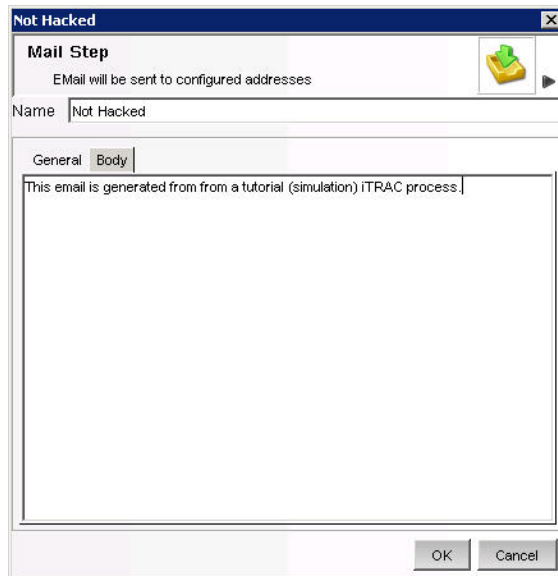 Not Hacked
Mail Step
EMail will be sent to configured addresses
Name Not Hacked
General Body
This email is generated from from a tutorial (simulation) iTRAC process.
OK Cancel